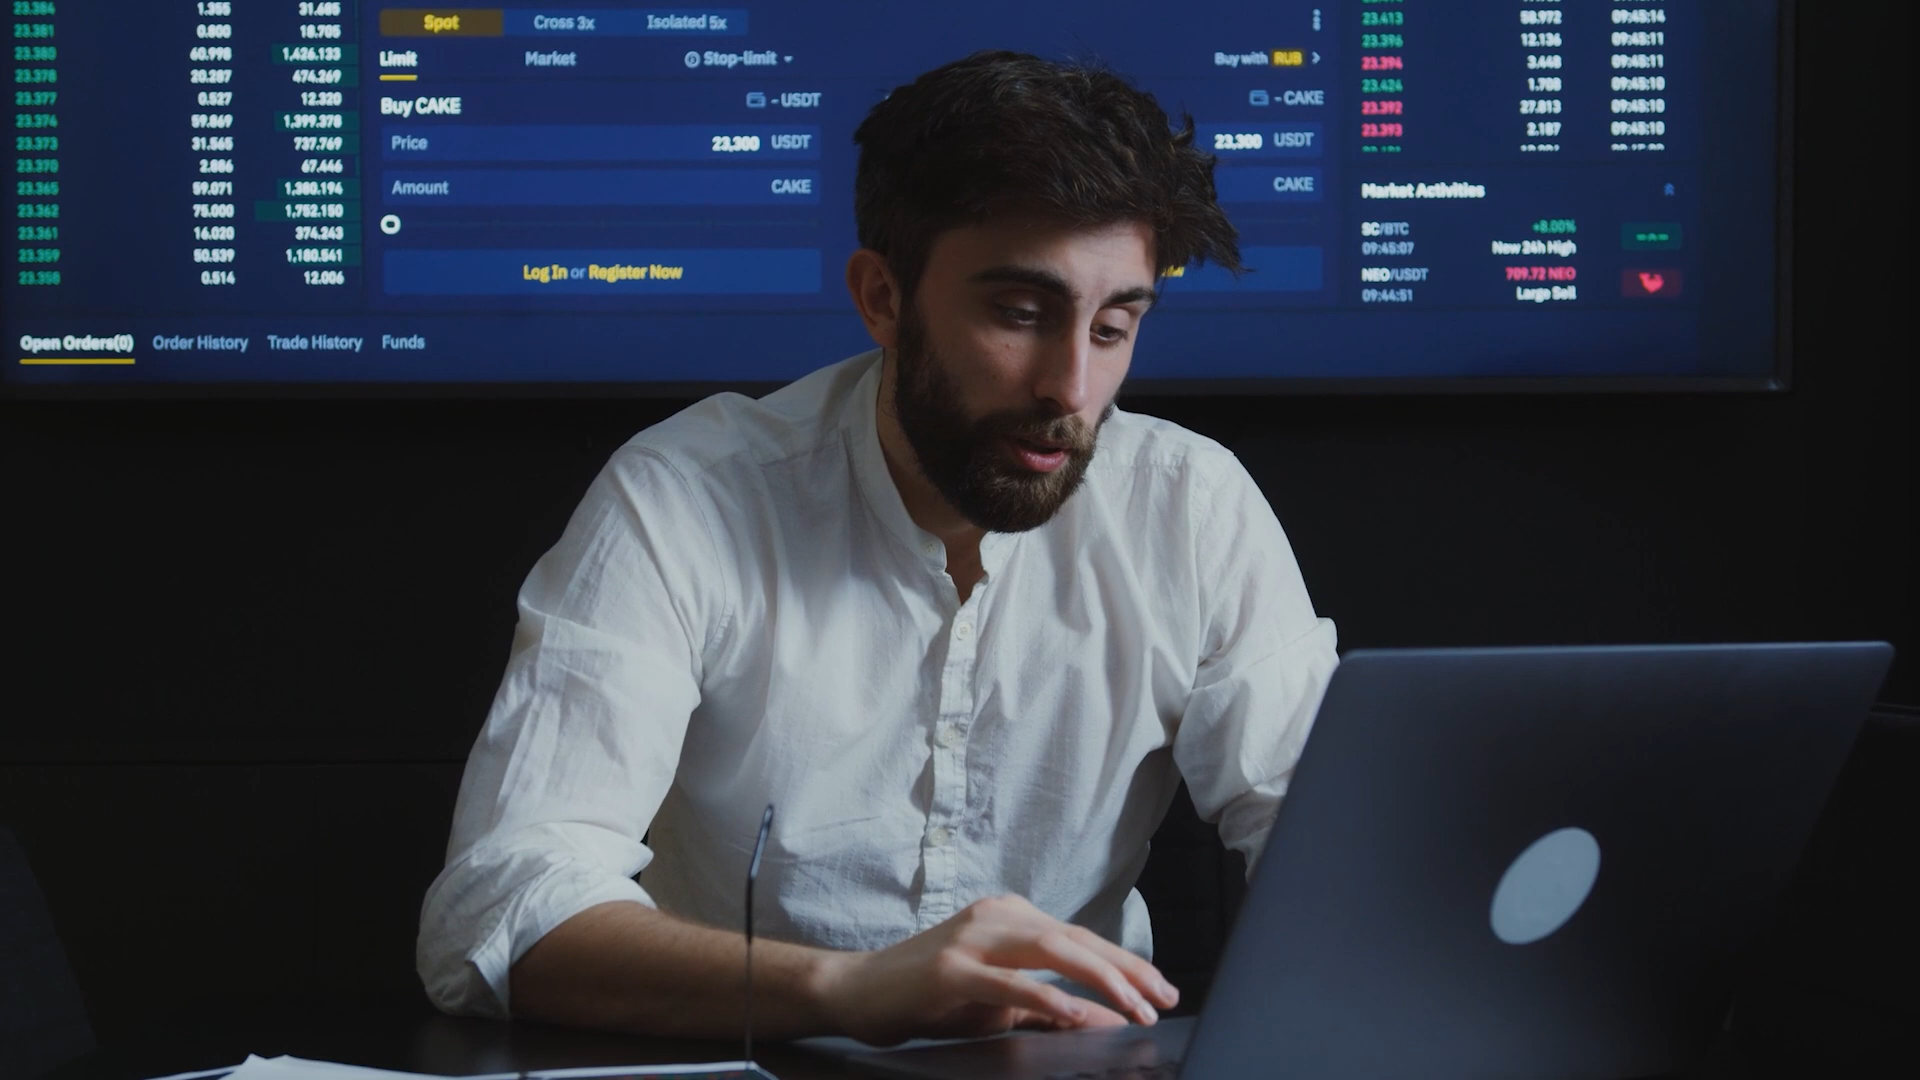 23.384 1.355 31.685
23.381 0.800 18.705
23.380 60.998 1,426.133
23.378 20.287 474.269
23.377 0.527 12.320
23.374 59.869 1,399.378
23.373 31.565 737.769
23.370 2.886 67.446
23.365 59.071 1,380.194
23.362 75.000 1,752.150
23.361 16.020 374.243
23.359 50.539 1,180.541
23.358 0.514 12.006
Open Orders(0) Order History Trade History Funds
Spot Cross 3x Isolated 5x
Limit Market Stop-limit
Buy CAKE - USDT
Price 23,300 USDT
Amount CAKE
Log In or Register Now
Buy with RUB
- CAKE
23,300 USDT
CAKE
23.413 58.972 09:45:14
23.396 12.136 09:45:11
23.394 3.448 09:45:11
23.424 1.708 09:45:10
23.392 27.813 09:45:10
23.393 2.187 09:45:10
Market Activities
SC/BTC +8.00%
09:45:07 New 24h High
NEO/USDT 709.72 NEO
09:44:51 Large Sell